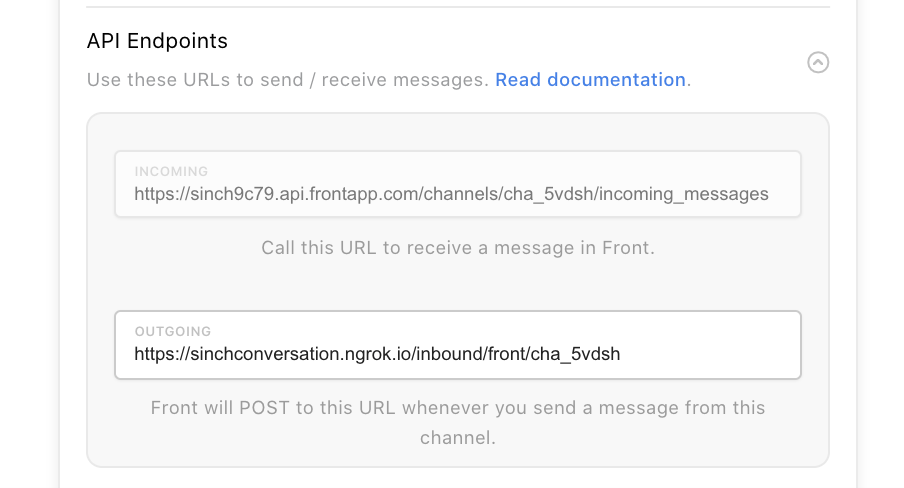 API Endpoints
Use these URLs to send / receive messages. Read documentation.
INCOMING
https://sinch9c79.api.frontapp.com/channels/cha_5vdsh/incoming_messages
Call this URL to receive a message in Front.
OUTGOING
https://sinchconversation.ngrok.io/inbound/front/cha_5vdsh
Front will POST to this URL whenever you send a message from this
channel.